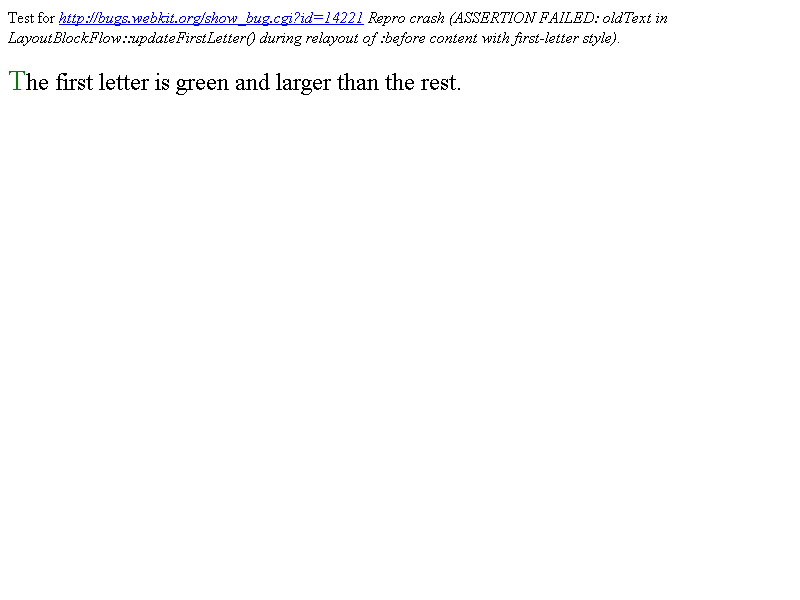 Test for http://bugs.webkit.org/show_bug.cgi?id=14221 Repro crash (ASSERTION FAILED: oldText in
LayoutBlockFlow::updateFirstLetter() during relayout of :before content with first-letter style).
The first letter is green and larger than the rest.